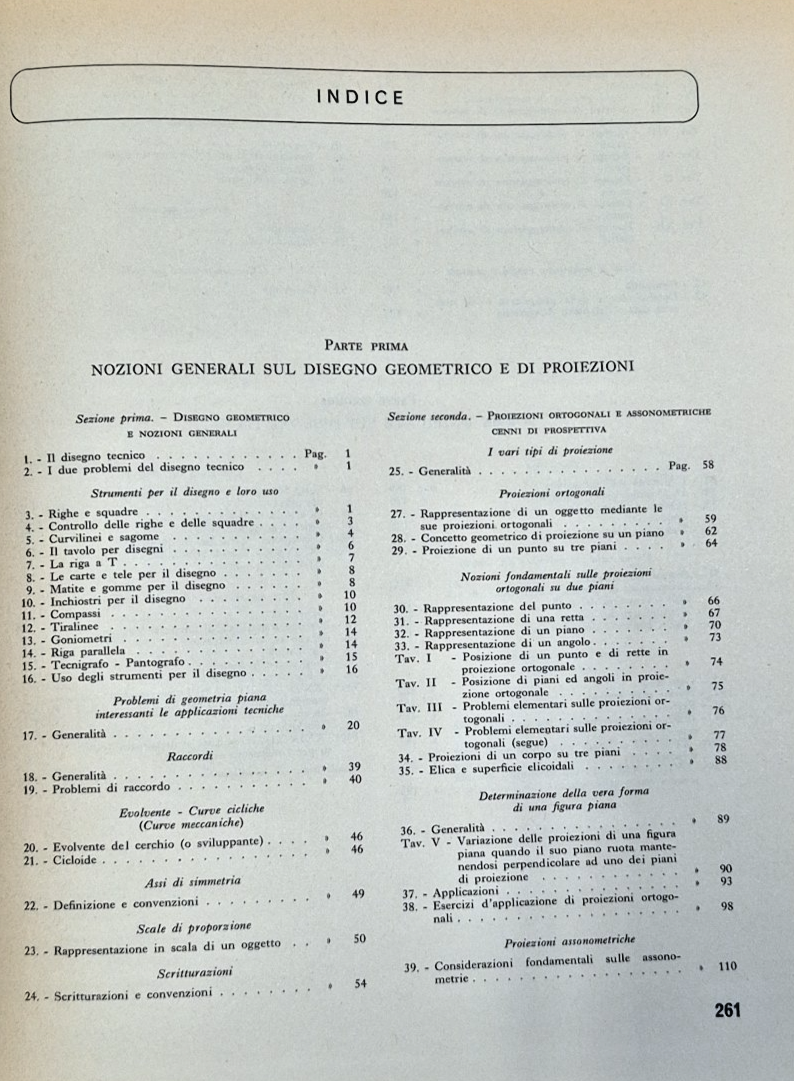 INDICE
PARTE PRIMA
NOZIONI GENERALI SUL DISEGNO GEOMETRICO E DI PROIEZIONI
Sezione prima. – DISEGNO GEOMETRICO
E NOZIONI GENERALI
1. - Il disegno tecnico . . . . . . . . . . . . Pag. 1
2. - I due problemi del disegno tecnico . . . . » 1
Strumenti per il disegno e loro uso
3. - Righe e squadre . . . . . . . . . . . . . » 1
4. - Controllo delle righe e delle squadre . . . . » 3
5. - Curvilinei e sagome . . . . . . . . . . . » 4
6. - Il tavolo per disegni . . . . . . . . . . . » 6
7. - La riga a T . . . . . . . . . . . . . . . » 7
8. - Le carte e tele per il disegno . . . . . . . » 8
9. - Matite e gomme per il disegno . . . . . . » 8
10. - Inchiostri per il disegno . . . . . . . . . » 10
11. - Compassi . . . . . . . . . . . . . . . » 10
12. - Tiralinee . . . . . . . . . . . . . . . » 12
13. - Goniometri . . . . . . . . . . . . . . » 14
14. - Riga parallela . . . . . . . . . . . . . » 14
15. - Tecnigrafo - Pantografo . . . . . . . . . » 15
16. - Uso degli strumenti per il disegno . . . . . » 16
Problemi di geometria piana
interessanti le applicazioni tecniche
17. - Generalità . . . . . . . . . . . . . . . » 20
Raccordi
18. - Generalità . . . . . . . . . . . . . . . » 39
19. - Problemi di raccordo . . . . . . . . . . » 40
Evolvente - Curve cicliche
(Curve meccaniche)
20. - Evolvente del cerchio (o sviluppante) . . . . » 46
21. - Cicloide . . . . . . . . . . . . . . . . » 46
Assi di simmetria
22. - Definizione e convenzioni . . . . . . . . » 49
Scale di proporzione
23. - Rappresentazione in scala di un oggetto . . » 50
Scritturazioni
24. - Scritturazioni e convenzioni . . . . . . . . » 54
Sezione seconda. – PROIEZIONI ORTOGONALI E ASSONOMETRICHE
CENNI DI PROSPETTIVA
I vari tipi di proiezione
25. - Generalità . . . . . . . . . . . . . . . Pag. 58
Proiezioni ortogonali
27. - Rappresentazione di un oggetto mediante le
sue proiezioni ortogonali . . . . . . . . » 59
28. - Concetto geometrico di proiezione su un piano » 62
29. - Proiezione di un punto su tre piani . . . . » 64
Nozioni fondamentali sulle proiezioni
ortogonali su due piani
30. - Rappresentazione del punto . . . . . . . . » 66
31. - Rappresentazione di una retta . . . . . . . » 67
32. - Rappresentazione di un piano . . . . . . . » 70
33. - Rappresentazione di un angolo . . . . . . . » 73
Tav. I - Posizione di un punto e di rette in
proiezione ortogonale . . . . . . . . » 74
Tav. II - Posizione di piani ed angoli in proie-
zione ortogonale . . . . . . . . . . » 75
Tav. III - Problemi elementari sulle proiezioni or-
togonali . . . . . . . . . . . . . . » 76
Tav. IV - Problemi elementari sulle proiezioni or-
togonali (segue) . . . . . . . . . . » 77
34. - Proiezioni di un corpo su tre piani . . . . . » 78
35. - Elica e superficie elicoidali . . . . . . . . » 88
Determinazione della vera forma
di una figura piana
36. - Generalità . . . . . . . . . . . . . . . » 89
Tav. V - Variazione delle proiezioni di una figura
piana quando il suo piano ruota mante-
nendosi perpendicolare ad uno dei piani
di proiezione . . . . . . . . . . . » 90
37. - Applicazioni . . . . . . . . . . . . . . » 93
38. - Esercizi d'applicazione di proiezioni ortogo-
nali . . . . . . . . . . . . . . . . . » 98
Proiezioni assonometriche
39. - Considerazioni fondamentali sulle assono-
metrie . . . . . . . . . . . . . . . . » 110
261